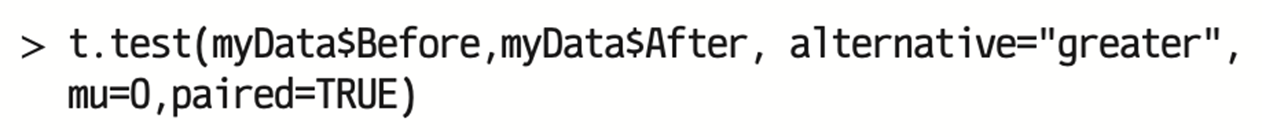 > t.test(myData$Before,myData$After, alternative="greater",
mu=0,paired=TRUE)